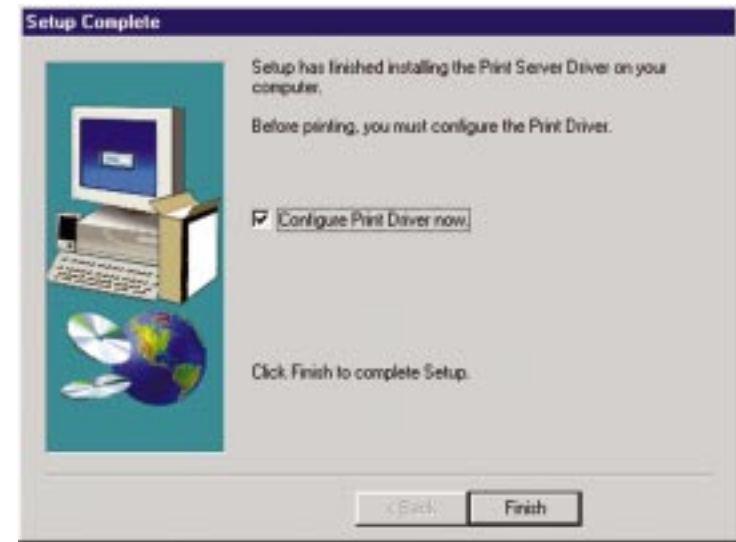 Setup Complete
Setup has finished installing the Print Server Driver on your
computer.
Before printing, you must configure the Print Driver.
Configure Print Driver now.
Click Finish to complete Setup.
< Back
Finish